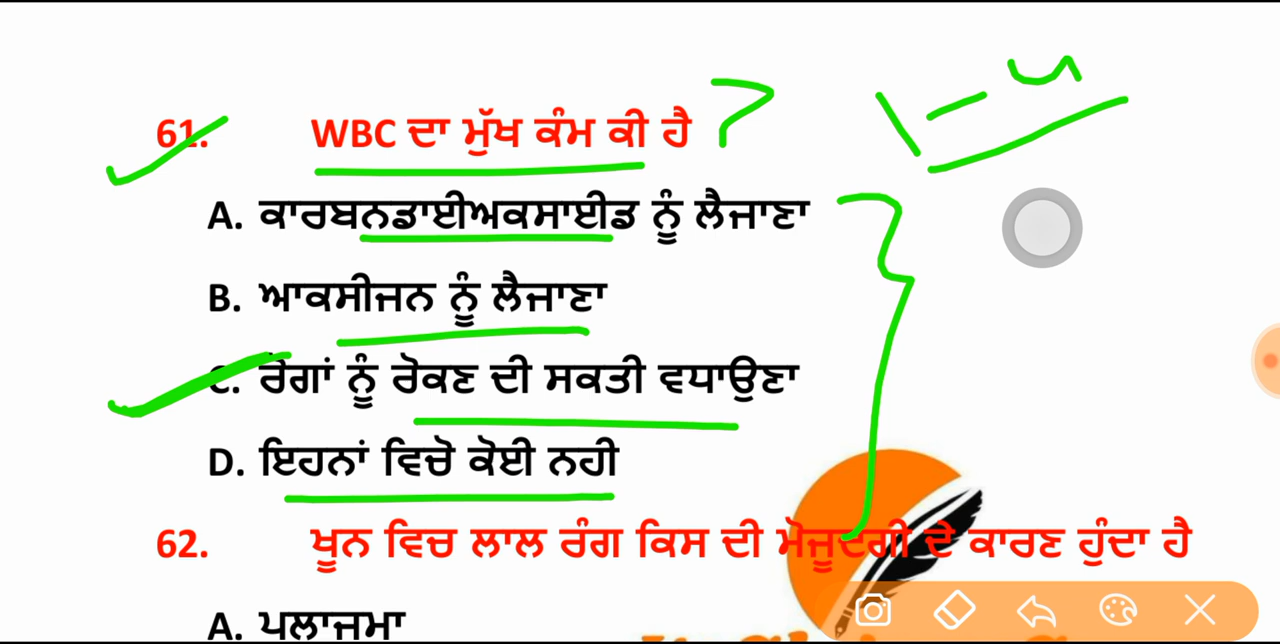 61. WBC ਦਾ ਮੁੱਖ ਕੰਮ ਕੀ ਹੈ ?
A. ਕਾਰਬਨਡਾਈਅਕਸਾਈਡ ਨੂੰ ਲੈਜਾਣਾ
B. ਆਕਸੀਜਨ ਨੂੰ ਲੈਜਾਣਾ
C. ਰੋਗਾਂ ਨੂੰ ਰੋਕਣ ਦੀ ਸਕਤੀ ਵਧਾਉਣਾ
D. ਇਹਨਾਂ ਵਿਚੋ ਕੋਈ ਨਹੀ
62. ਖੂਨ ਵਿਚ ਲਾਲ ਰੰਗ ਕਿਸ ਦੀ ਮੋਜੂਦਗੀ ਦੇ ਕਾਰਣ ਹੁੰਦਾ ਹੈ
A. ਪਲਾਜਮਾ